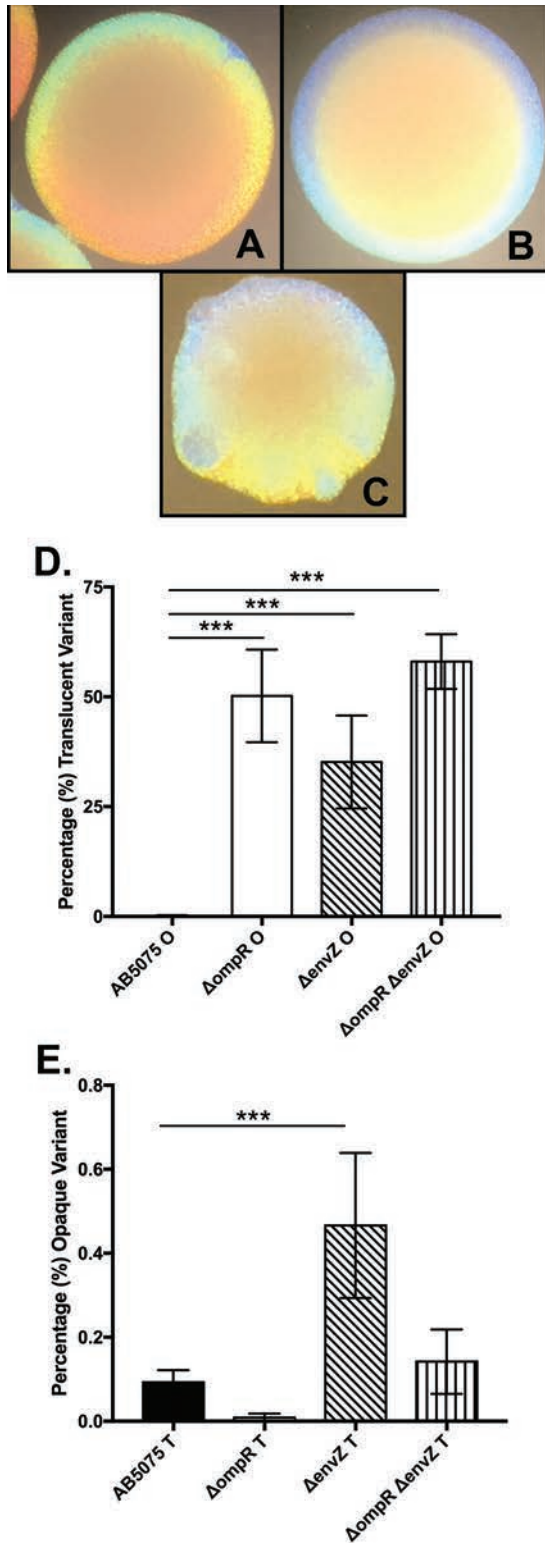 A
B
C
D.
Percentage (%) Translucent Variant
75
50
25
0
***
***
***
AB5075 O
ΔompR O
ΔenvZ O
ΔompR ΔenvZ O
E.
Percentage (%) Opaque Variant
0.8
0.6
0.4
0.2
0.0
***
AB5075 T
ΔompR T
ΔenvZ T
ΔompR ΔenvZ T